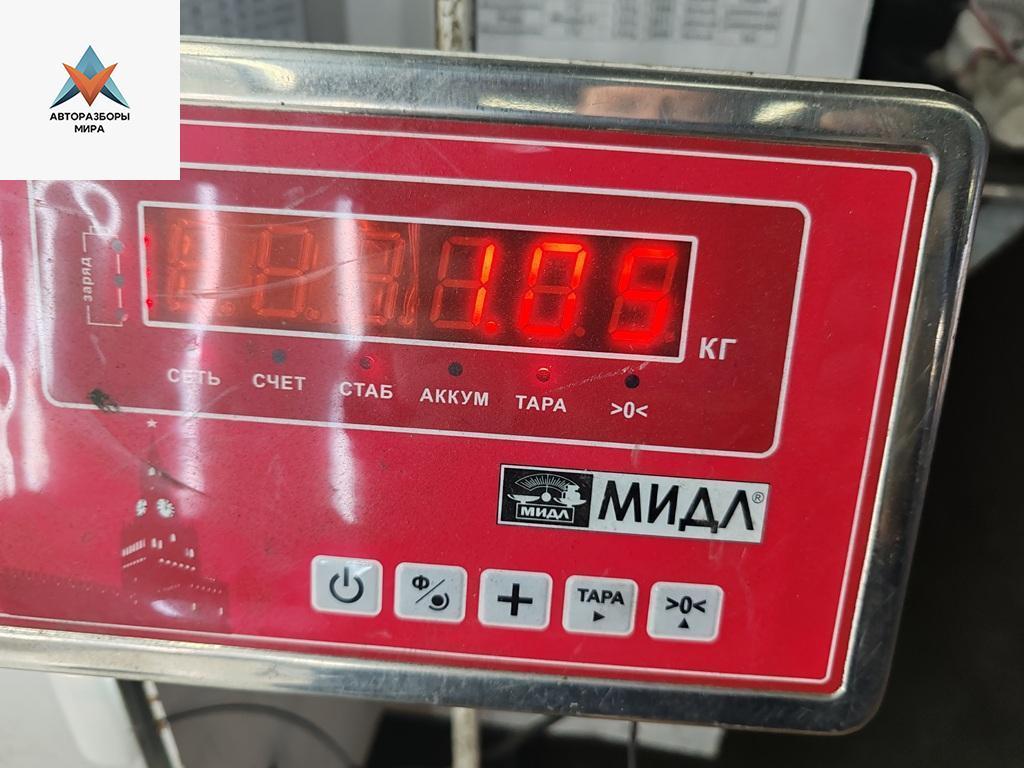 АВТОРАЗБОРЫ
МИРА
заряд
1.05
КГ
СЕТЬ СЧЕТ СТАБ АККУМ ТАРА >0<
МИДЛ
МИДЛ®
Ф ТАРА >0<